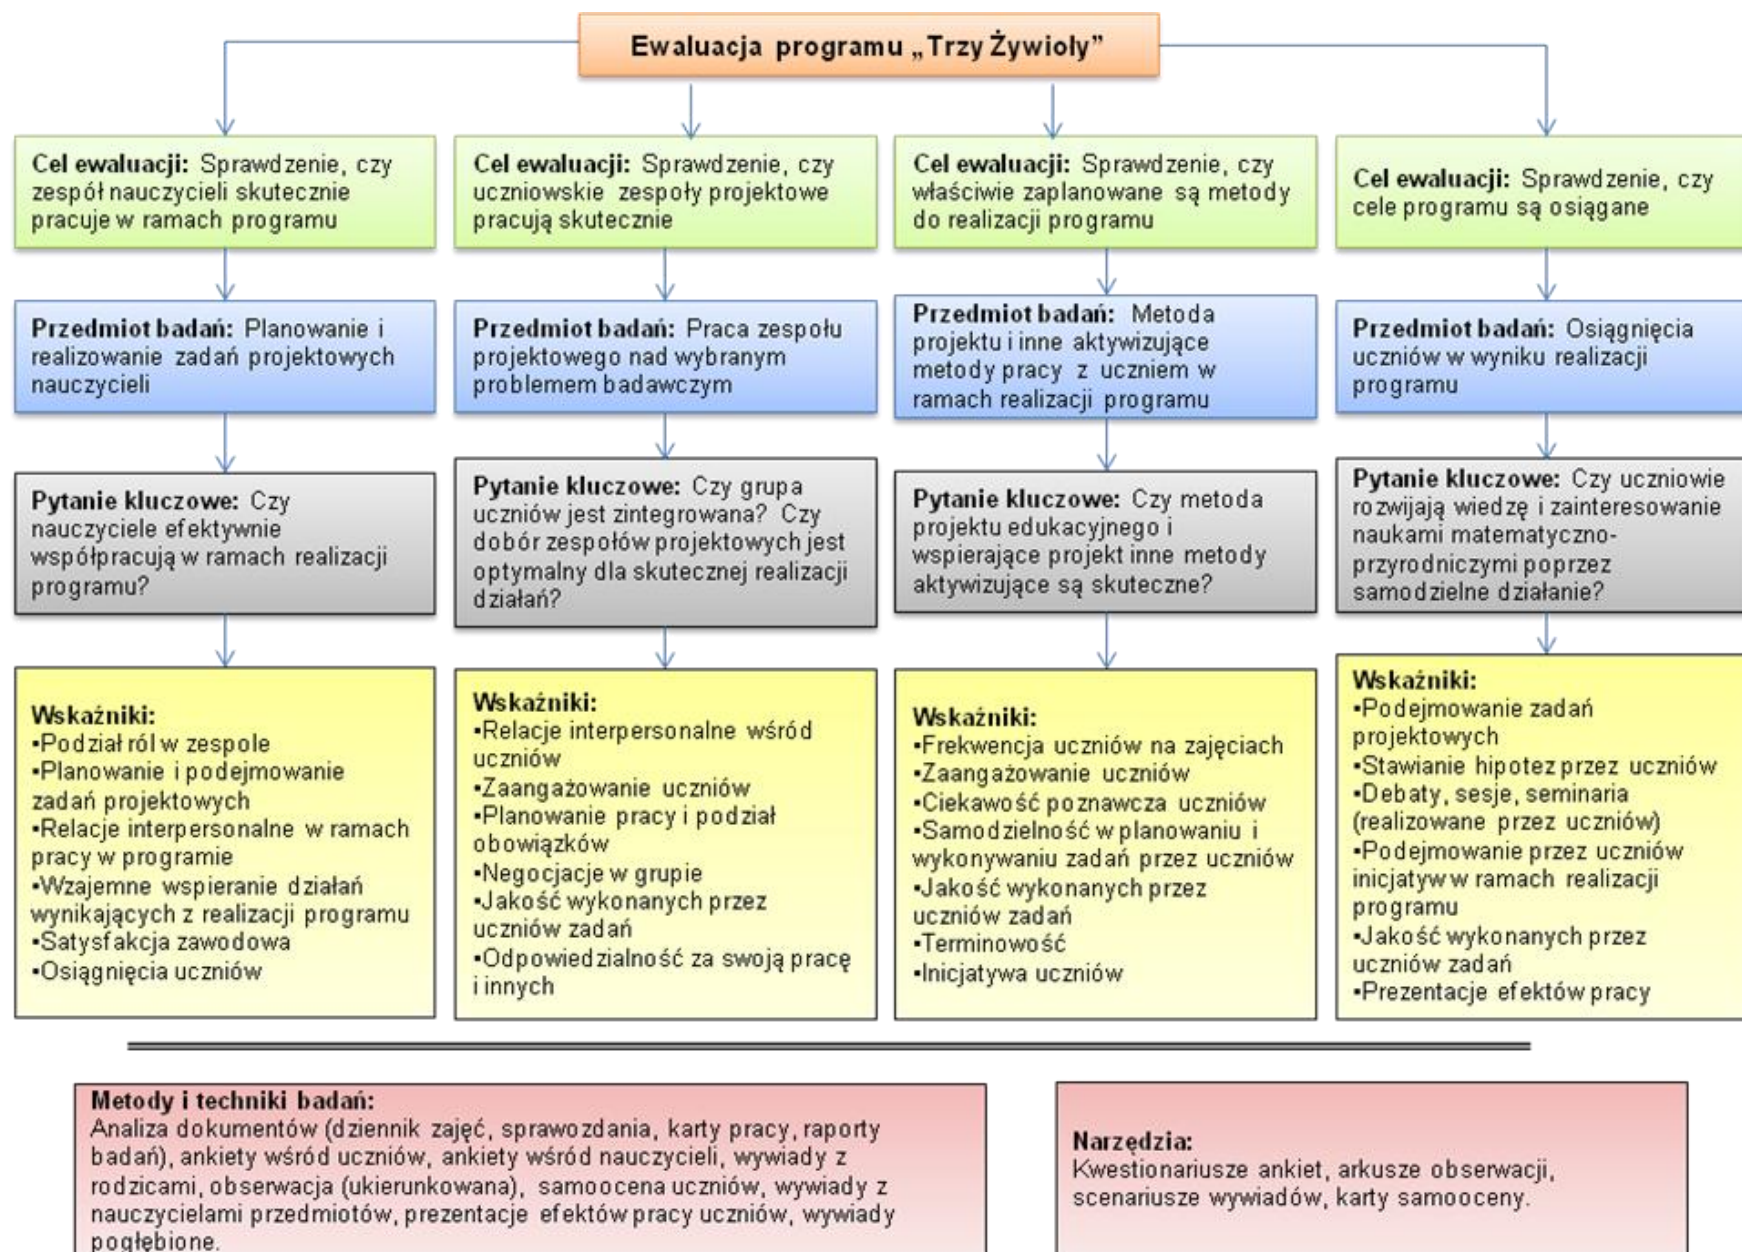 Ewaluacja programu „Trzy Żywioły”
Cel ewaluacji: Sprawdzenie, czy
zespół nauczycieli skutecznie
pracuje w ramach programu
Cel ewaluacji: Sprawdzenie, czy
uczniowskie zespoły projektowe
pracują skutecznie
Cel ewaluacji: Sprawdzenie, czy
właściwie zaplanowane są metody
do realizacji programu
Cel ewaluacji: Sprawdzenie, czy
cele programu są osiągane
Przedmiot badań: Planowanie i
realizowanie zadań projektowych
nauczycieli
Przedmiot badań: Praca zespołu
projektowego nad wybranym
problemem badawczym
Przedmiot badań: Metoda
projektu i inne aktywizujące
metody pracy z uczniem w
ramach realizacji programu
Przedmiot badań: Osiągnięcia
uczniów w wyniku realizacji
programu
Pytanie kluczowe: Czy
nauczyciele efektywnie
współpracują w ramach realizacji
programu?
Pytanie kluczowe: Czy grupa
uczniów jest zintegrowana? Czy
dobór zespołów projektowych jest
optymalny dla skutecznej realizacji
działań?
Pytanie kluczowe: Czy metoda
projektu edukacyjnego i
wspierające projekt inne metody
aktywizujące są skuteczne?
Pytanie kluczowe: Czy uczniowie
rozwijają wiedzę i zainteresowanie
naukami matematyczno-
przyrodniczymi poprzez
samodzielne działanie?
Wskaźniki:
▪Podział ról w zespole
▪Planowanie i podejmowanie
zadań projektowych
▪Relacje interpersonalne w ramach
pracy w programie
▪Wzajemne wspieranie działań
wynikających z realizacji programu
▪Satysfakcja zawodowa
▪Osiągnięcia uczniów
Wskaźniki:
▪Relacje interpersonalne wśród
uczniów
▪Zaangażowanie uczniów
▪Planowanie pracy i podział
obowiązków
▪Negocjacje w grupie
▪Jakość wykonanych przez
uczniów zadań
▪Odpowiedzialność za swoją pracę
i innych
Wskaźniki:
▪Frekwencja uczniów na zajęciach
▪Zaangażowanie uczniów
▪Ciekawość poznawcza uczniów
▪Samodzielność w planowaniu i
wykonywaniu zadań przez uczniów
▪Jakość wykonanych przez
uczniów zadań
▪Terminowość
▪Inicjatywa uczniów
Wskaźniki:
▪Podejmowanie zadań
projektowych
▪Stawianie hipotez przez uczniów
▪Debaty, sesje, seminaria
(realizowane przez uczniów)
▪Podejmowanie przez uczniów
inicjatyw w ramach realizacji
programu
▪Jakość wykonanych przez
uczniów zadań
▪Prezentacje efektów pracy
Metody i techniki badań:
Analiza dokumentów (dziennik zajęć, sprawozdania, karty pracy, raporty
badań), ankiety wśród uczniów, ankiety wśród nauczycieli, wywiady z
rodzicami, obserwacja (ukierunkowana), samoocena uczniów, wywiady z
nauczycielami przedmiotów, prezentacje efektów pracy uczniów, wywiady
pogłębione.
Narzędzia:
Kwestionariusze ankiet, arkusze obserwacji,
scenariusze wywiadów, karty samooceny.